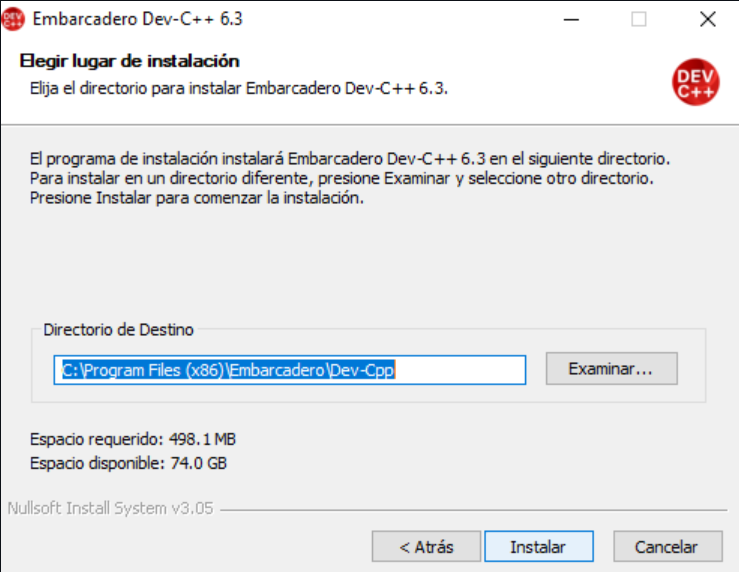 Embarcadero Dev-C++ 6.3
Elegir lugar de instalación
Elija el directorio para instalar Embarcadero Dev-C++ 6.3.
DEV
C++
El programa de instalación instalará Embarcadero Dev-C++ 6.3 en el siguiente directorio.
Para instalar en un directorio diferente, presione Examinar y seleccione otro directorio.
Presione Instalar para comenzar la instalación.
Directorio de Destino
C:\Program Files (x86)\Embarcadero\Dev-Cpp
Examinar...
Espacio requerido: 498.1 MB
Espacio disponible: 74.0 GB
Nullsoft Install System v3.05
< Atrás Instalar Cancelar